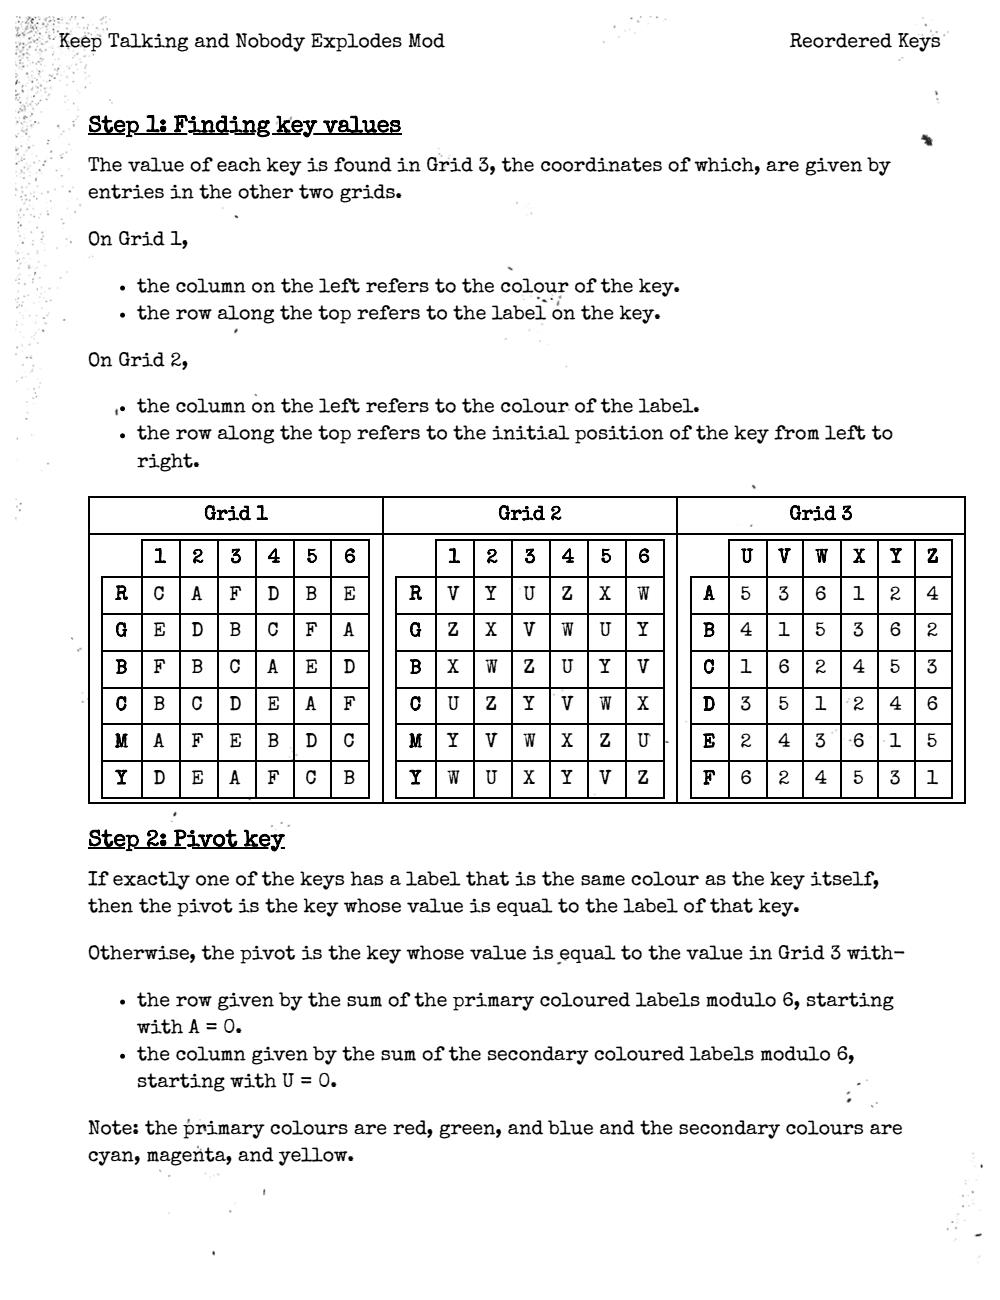 Keep Talking and Nobody Explodes Mod Reordered Keys
Step 1: Finding key values
The value of each key is found in Grid 3, the coordinates of which, are given by
entries in the other two grids.
On Grid 1,
• the column on the left refers to the colour of the key.
• the row along the top refers to the label on the key.
On Grid 2,
• the column on the left refers to the colour of the label.
• the row along the top refers to the initial position of the key from left to
right.
Grid 1 Grid 2 Grid 3
1 2 3 4 5 6 1 2 3 4 5 6 U V W X Y Z
R C A F D B E R V Y U Z X W A 5 3 6 1 2 4
G E D B C F A G Z X V W U Y B 4 1 5 3 6 2
B F B C A E D B X W Z U Y V C 1 6 2 4 5 3
C B C D E A F C U Z Y V W X D 3 5 1 2 4 6
M A F E B D C M Y V W X Z U E 2 4 3 6 1 5
Y D E A F C B Y W U X Y V Z F 6 2 4 5 3 1
Step 2: Pivot key
If exactly one of the keys has a label that is the same colour as the key itself,
then the pivot is the key whose value is equal to the label of that key.
Otherwise, the pivot is the key whose value is equal to the value in Grid 3 with-
• the row given by the sum of the primary coloured labels modulo 6, starting
with A = 0.
• the column given by the sum of the secondary coloured labels modulo 6,
starting with U = 0.
Note: the primary colours are red, green, and blue and the secondary colours are
cyan, magenta, and yellow.